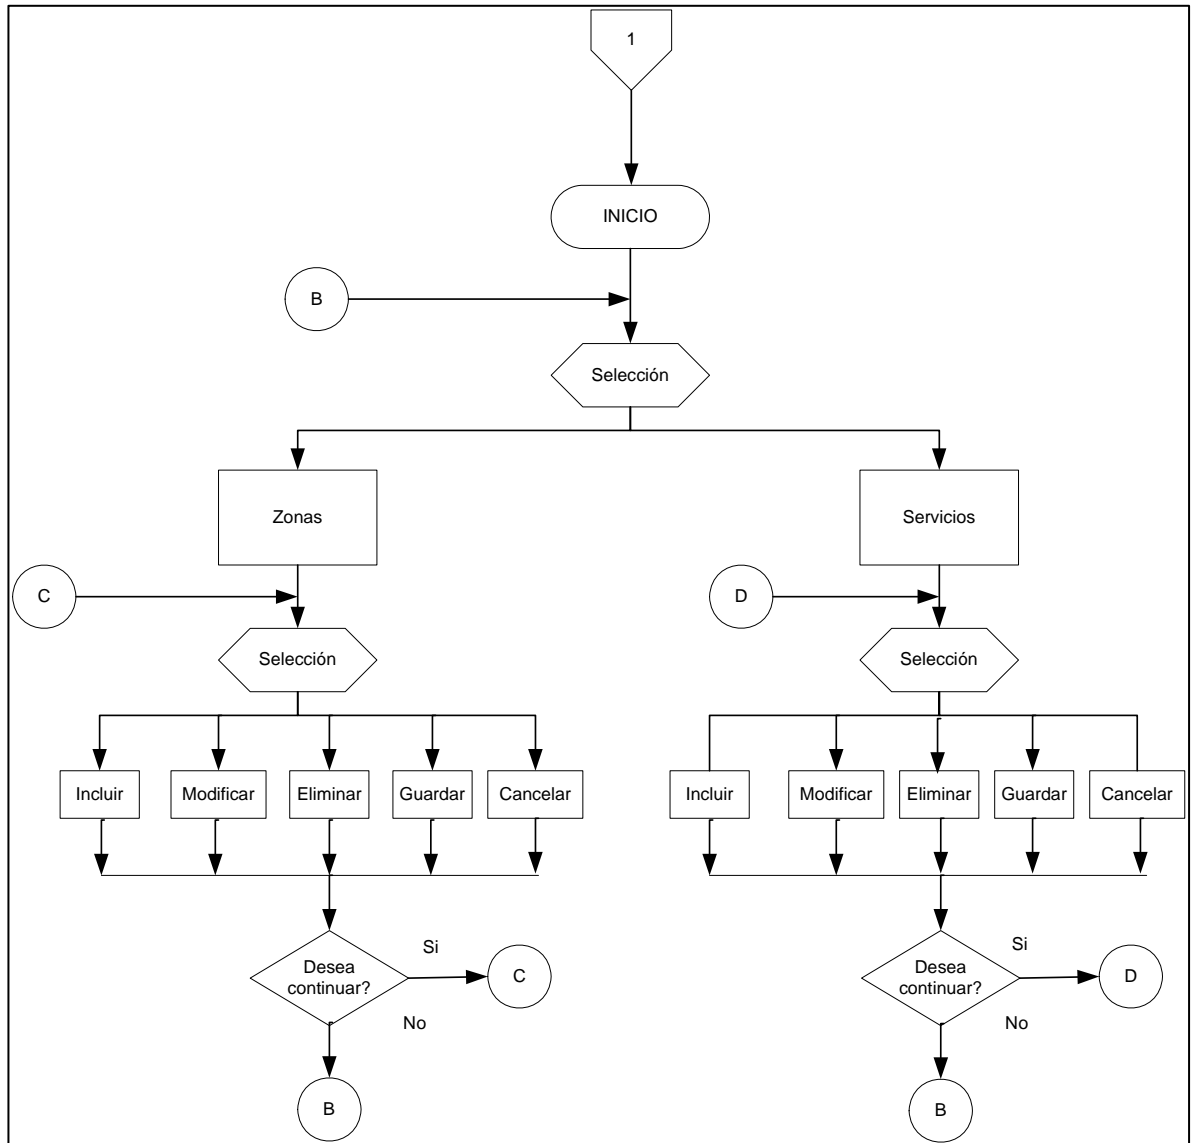 1
INICIO
B
Selección
Zonas
Servicios
C
D
Selección
Selección
Incluir
Modificar
Eliminar
Guardar
Cancelar
Incluir
Modificar
Eliminar
Guardar
Cancelar
Desea
continuar?
Si
C
No
B
Desea
continuar?
Si
D
No
B